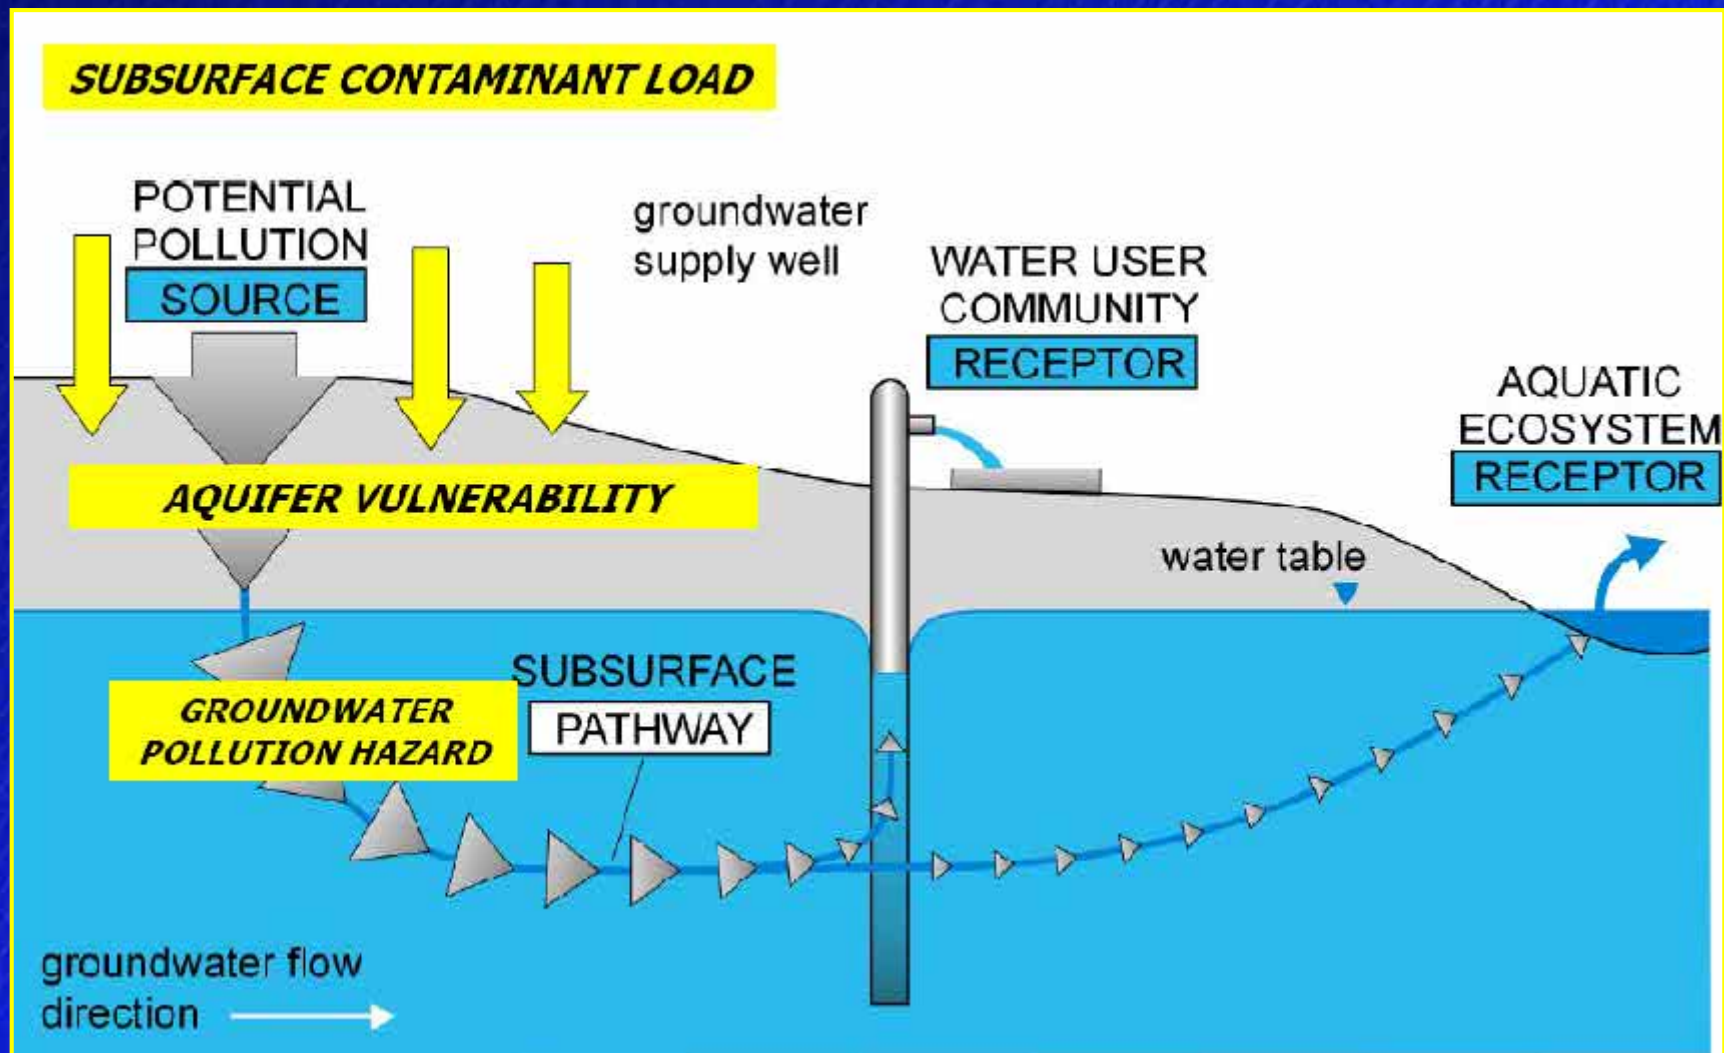 SUBSURFACE CONTAMINANT LOAD
POTENTIAL
POLLUTION
SOURCE
groundwater
supply well
WATER USER
COMMUNITY
RECEPTOR
AQUATIC
ECOSYSTEM
RECEPTOR
AQUIFER VULNERABILITY
water table
SUBSURFACE
PATHWAY
GROUNDWATER
POLLUTION HAZARD
groundwater flow
direction